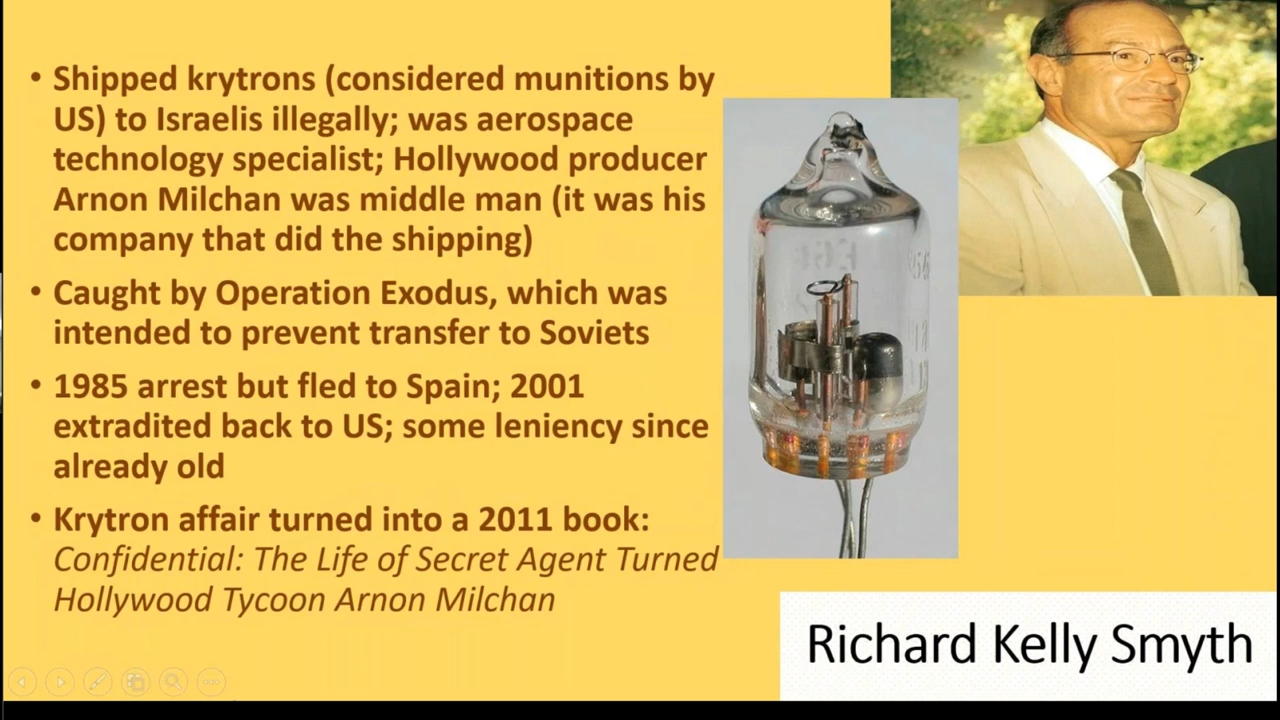 • Shipped krytrons (considered munitions by
US) to Israelis illegally; was aerospace
technology specialist; Hollywood producer
Arnon Milchan was middle man (it was his
company that did the shipping)
• Caught by Operation Exodus, which was
intended to prevent transfer to Soviets
• 1985 arrest but fled to Spain; 2001
extradited back to US; some leniency since
already old
• Krytron affair turned into a 2011 book:
Confidential: The Life of Secret Agent Turned
Hollywood Tycoon Arnon Milchan
Richard Kelly Smyth